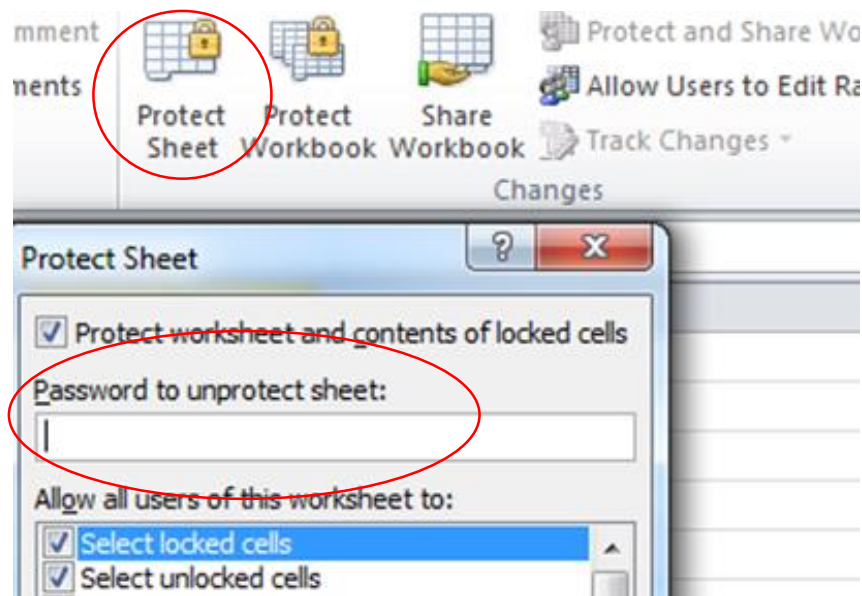 mment
ments
Protect
Sheet
Protect
Workbook
Share
Workbook
Protect and Share Wo
Allow Users to Edit Ra
Track Changes
Changes
Protect Sheet
?
Protect worksheet and contents of locked cells
Password to unprotect sheet:
Allow all users of this worksheet to:
Select locked cells
Select unlocked cells